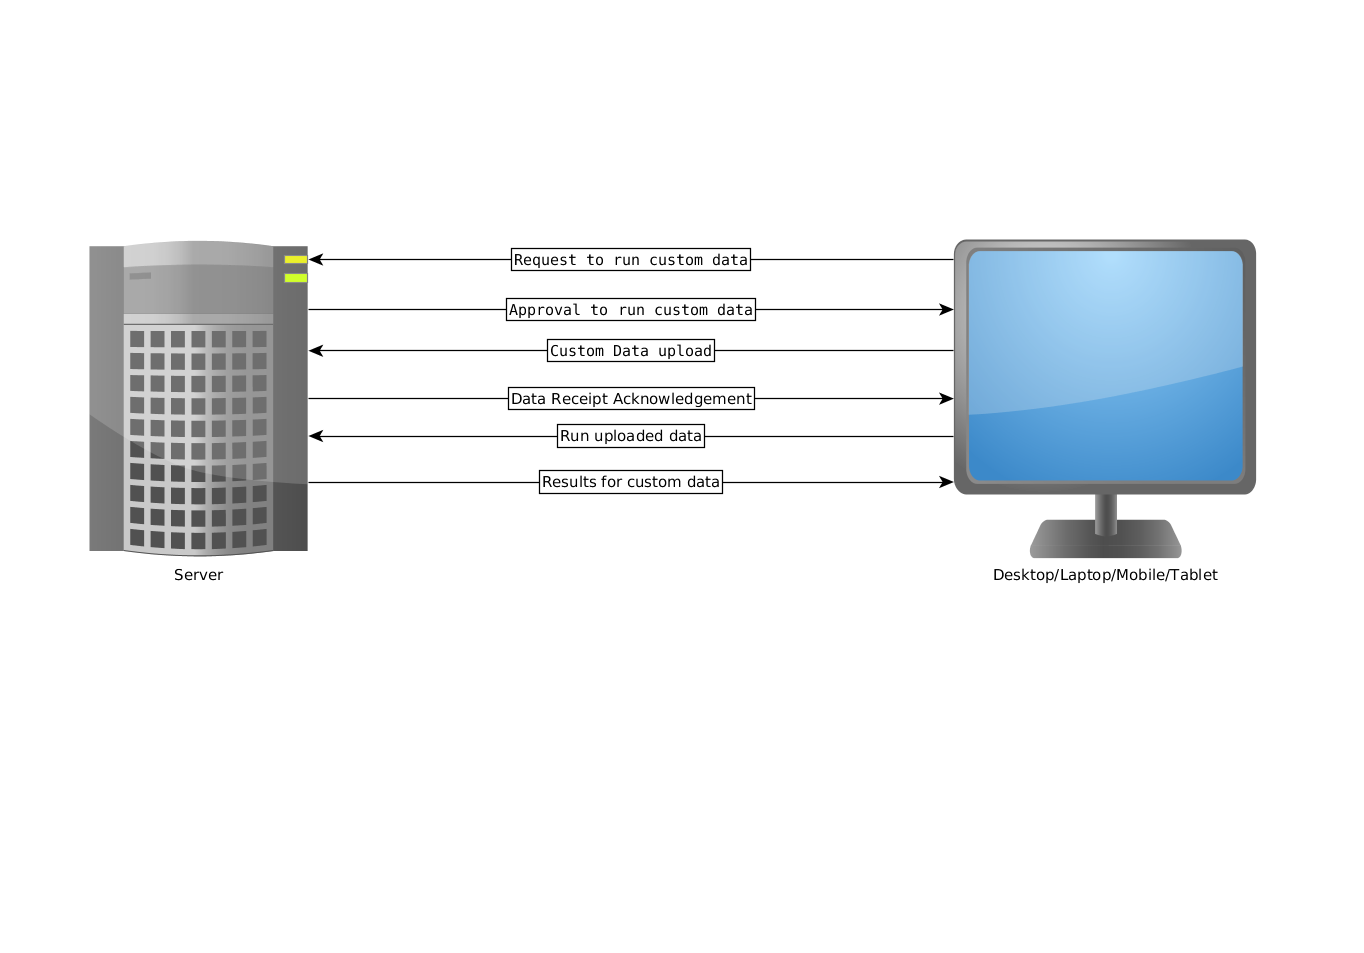 Request to run custom data
Approval to run custom data
Custom Data upload
Data Receipt Acknowledgement
Run uploaded data
Results for custom data
Server
Desktop/Laptop/Mobile/Tablet